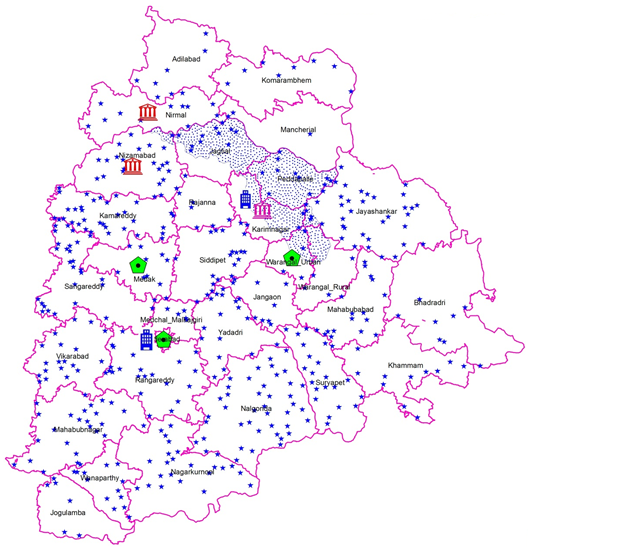 Adilabad
Komarambhem
Nirmal
Mancherial
Jagtial
Nizamabad
Peddapalle
Rajanna
Kamareddy
Jayashankar
Karimnagar
Siddipet
Warangal_Urban
Medak
Sangareddy
Warangal_Rural
Jangaon
Bhadradri
Mahabubabad
Medchal_Malkajgiri
Yadadri
Vikarabad
Khammam
Rangareddy
Suryapet
Nalgonda
Mahabubnagar
Nagarkurnool
Wanaparthy
Jogulamba